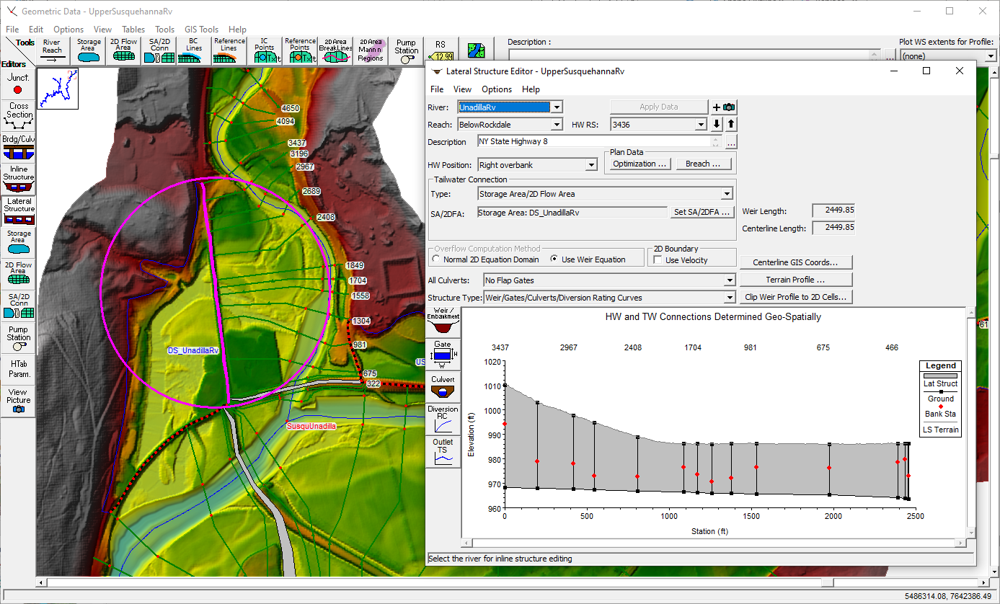 Geometric Data - UpperSusquehannaRv
File Edit Options View Tables Tools GIS Tools Help
Tools
Editors
River Reach
Storage Area
2D Flow Area
SA/2D Conn
BC Lines
Reference Lines
IC Points
Reference Points
2D Area BreakLines
2D Area Mann n Regions
Pump Station
RS
12.99
Description :
...
Plot WS extents for Profile:
(none)
Junct.
Cross Section
Brdg/Culv
Inline Structure
Lateral Structure
Storage Area
2D Flow Area
SA/2D Conn
Pump Station
HTab Param.
View Picture
4650
4094
3437
3196
2967
2689
2408
1849
1704
1558
1304
981
675
322
DS_UnadillaRv
US
SusquUnadilla
61
Lateral Structure Editor - UpperSusquehannaRv
File View Options Help
River: UnadillaRv
Apply Data
Reach: BelowRockdale
HW RS: 3436
Description NY State Highway 8
...
HW Position: Right overbank
Plan Data
Optimization ...
Breach ...
Tailwater Connection
Type: Storage Area/2D Flow Area
SA/2DFA: Storage Area: DS_UnadillaRv
Set SA/2DFA ...
Weir Length: 2449.85
Centerline Length: 2449.85
Overflow Computation Method
Normal 2D Equation Domain
Use Weir Equation
2D Boundary
Use Velocity
Centerline GIS Coords...
All Culverts: No Flap Gates
Terrain Profile ...
Structure Type: Weir/Gates/Culverts/Diversion Rating Curves
Clip Weir Profile to 2D Cells...
Weir / Embankment
Gate
H
W
Culvert
Diversion RC
Outlet TS
HW and TW Connections Determined Geo-Spatially
3437 2967 2408 1704 981 675 466
1020
1010
1000
990
980
970
960
Elevation (ft)
0 500 1000 1500 2000 2500
Station (ft)
Legend
Lat Struct
Ground
Bank Sta
LS Terrain
Select the river for inline structure editing
5486314.08, 7642386.49